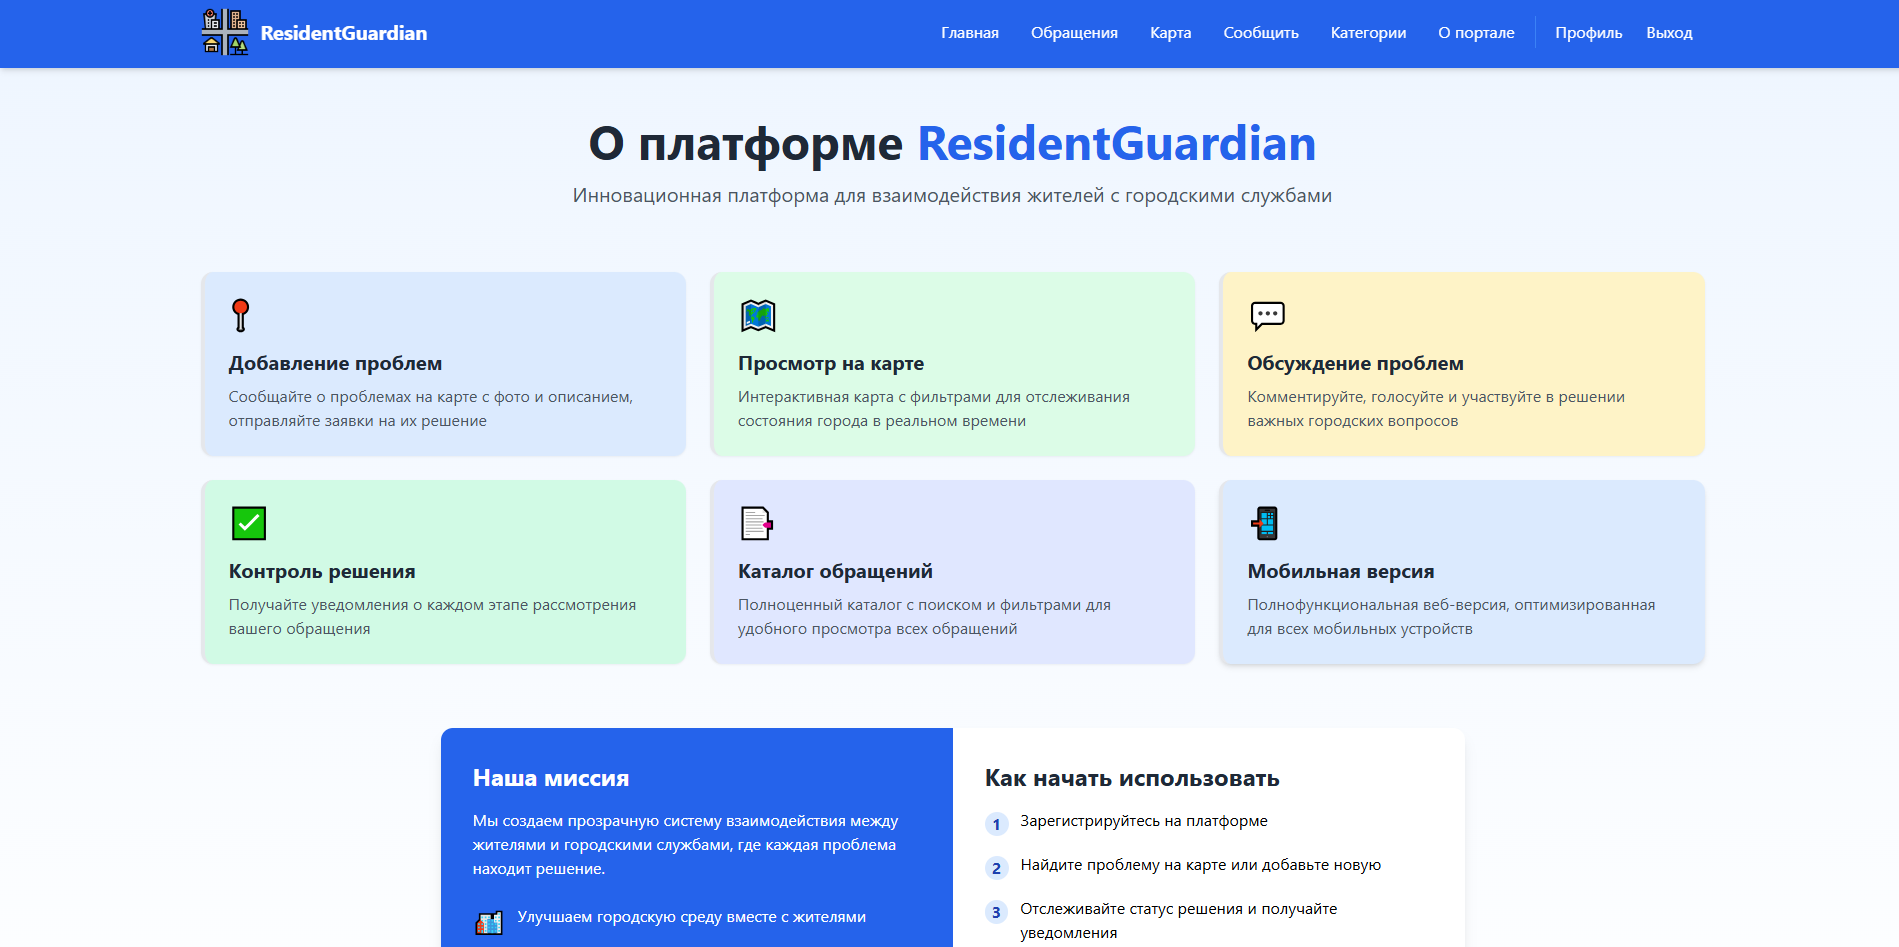 ResidentGuardian
Главная Обращения Карта Сообщить Категории О портале Профиль Выход
О платформе ResidentGuardian
Инновационная платформа для взаимодействия жителей с городскими службами
Добавление проблем
Сообщайте о проблемах на карте с фото и описанием,
отправляйте заявки на их решение
Просмотр на карте
Интерактивная карта с фильтрами для отслеживания
состояния города в реальном времени
Обсуждение проблем
Комментируйте, голосуйте и участвуйте в решении
важных городских вопросов
Контроль решения
Получайте уведомления о каждом этапе рассмотрения
вашего обращения
Каталог обращений
Полноценный каталог с поиском и фильтрами для
удобного просмотра всех обращений
Мобильная версия
Полнофункциональная веб-версия, оптимизированная
для всех мобильных устройств
Наша миссия
Мы создаем прозрачную систему взаимодействия между
жителями и городскими службами, где каждая проблема
находит решение.
Улучшаем городскую среду вместе с жителями
Как начать использовать
1 Зарегистрируйтесь на платформе
2 Найдите проблему на карте или добавьте новую
3 Отслеживайте статус решения и получайте
уведомления